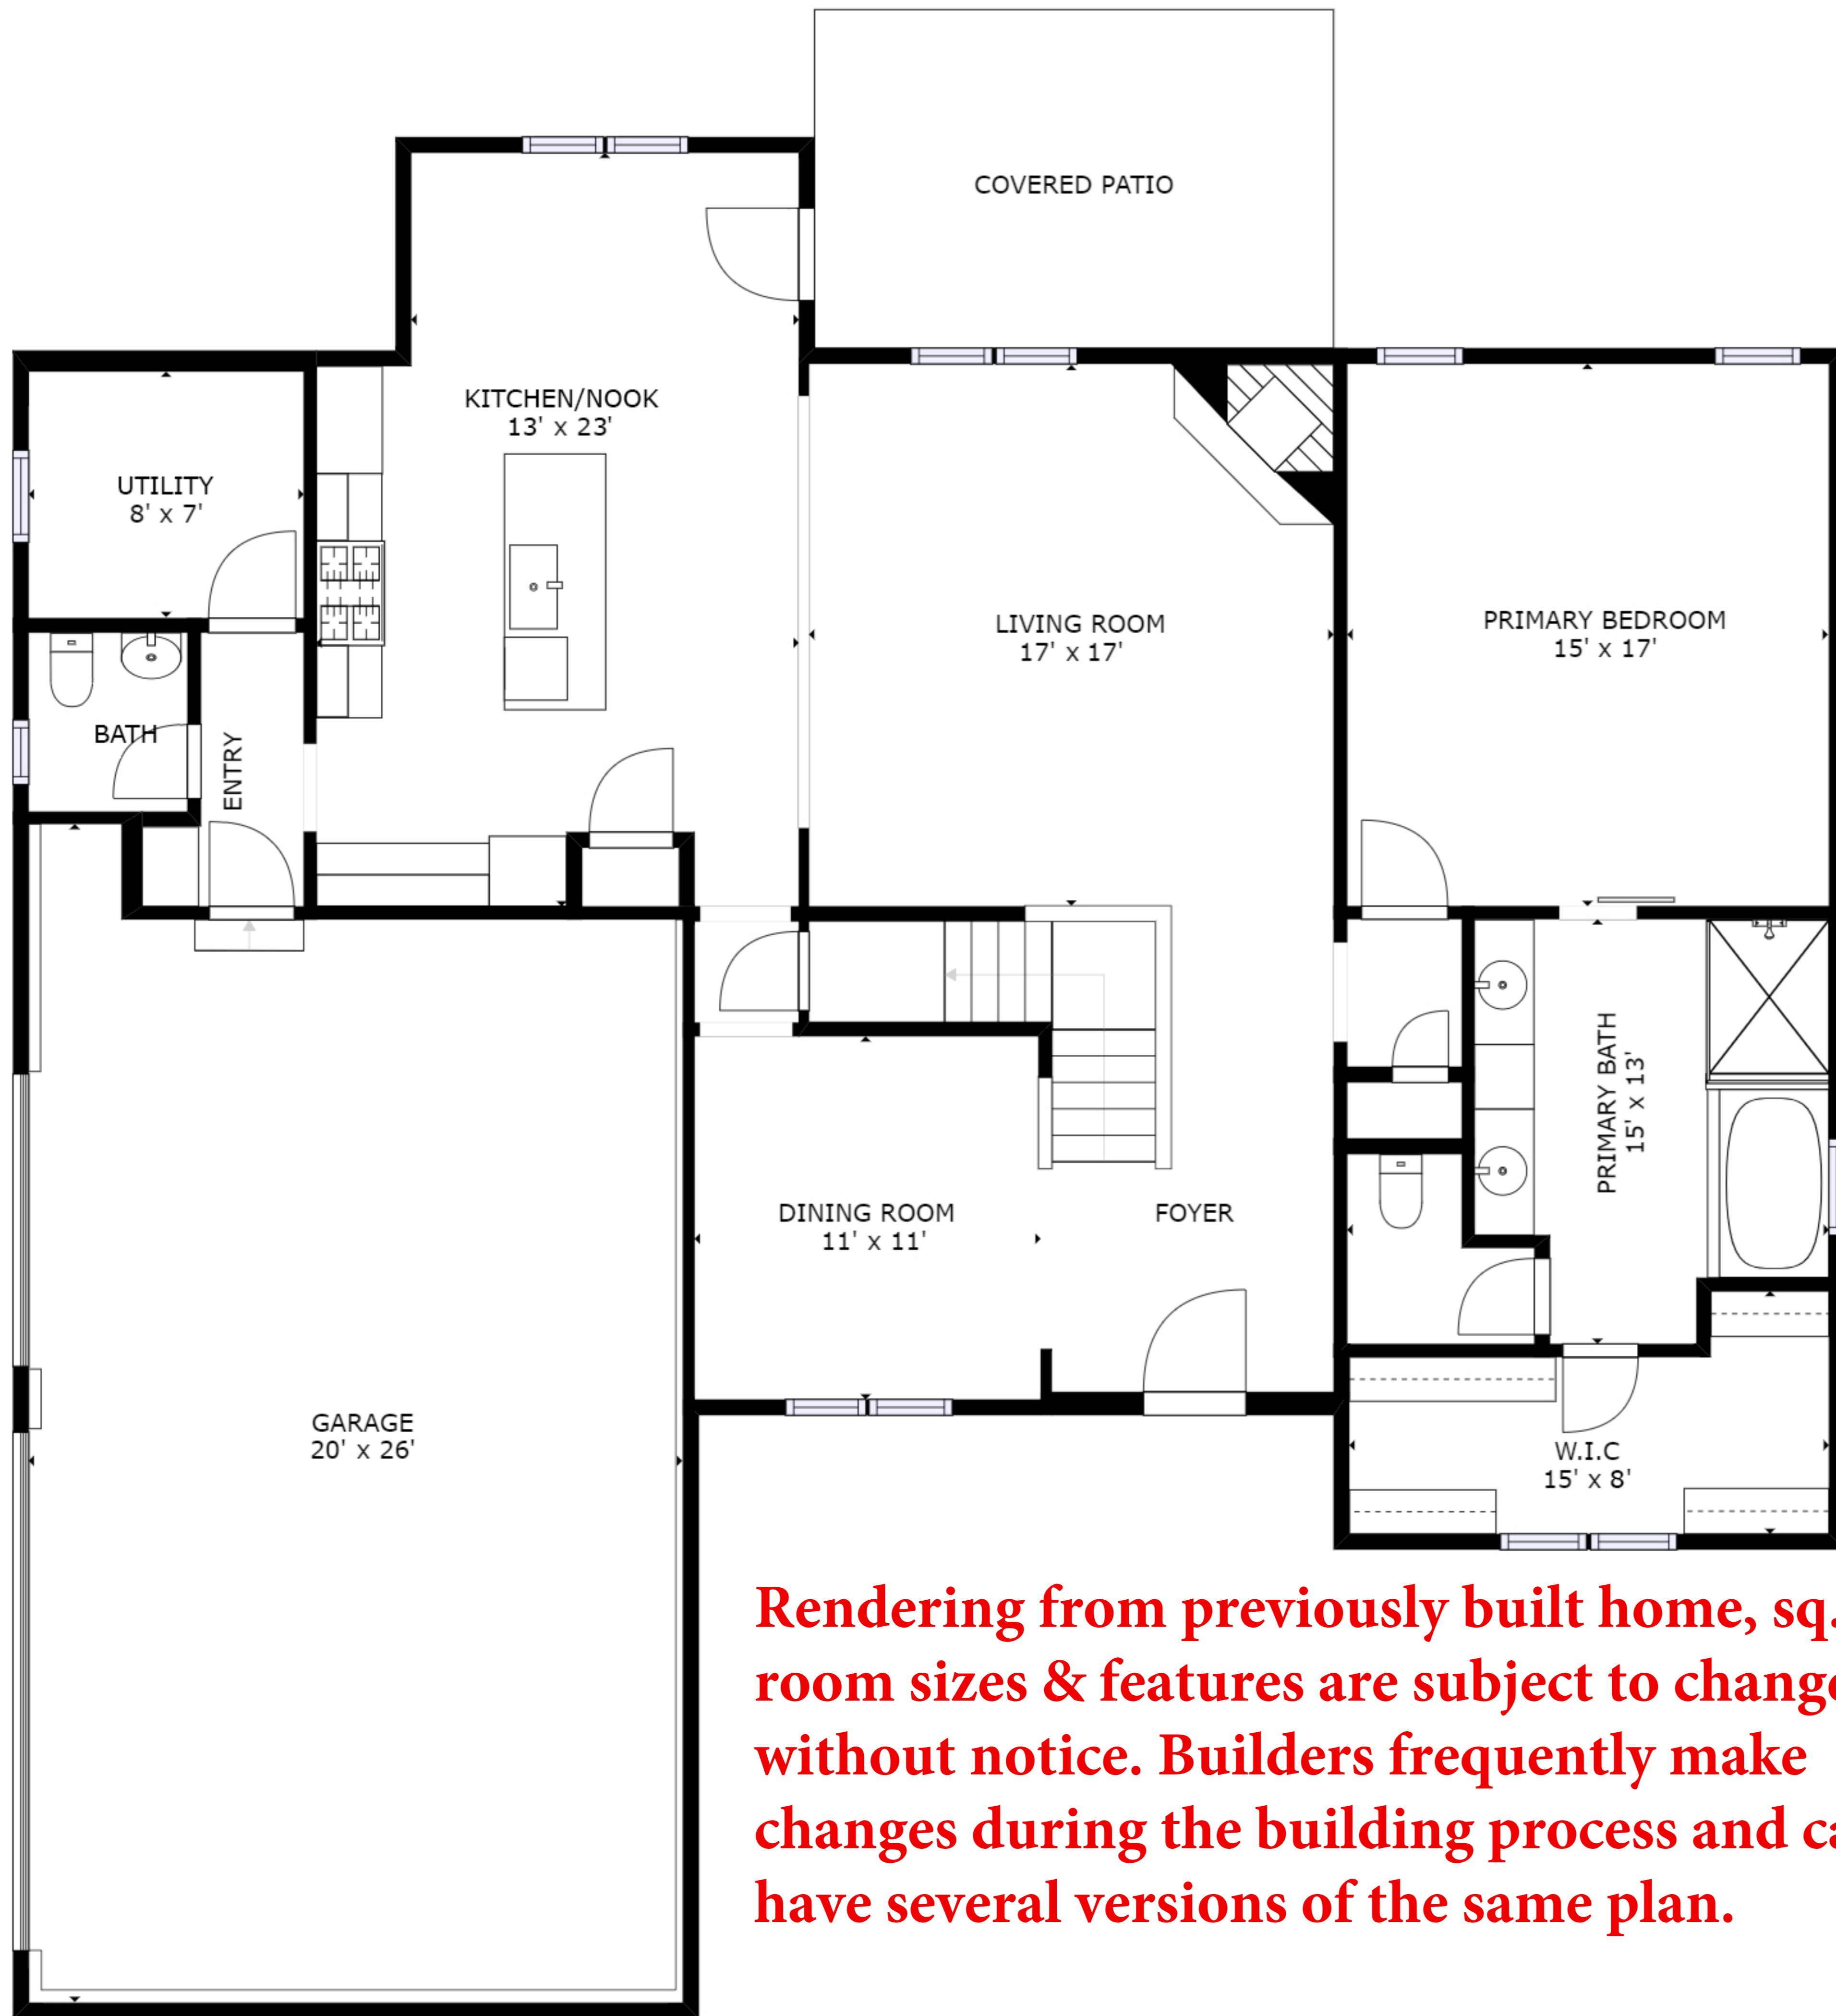 COVERED PATIO
KITCHEN/NOOK
13' x 23'
UTILITY
8' x 7'
LIVING ROOM
17' x 17'
PRIMARY BEDROOM
15' x 17'
BATH
ENTRY
PRIMARY BATH
15' x 13'
DINING ROOM
11' x 11'
FOYER
GARAGE
20' x 26'
W.I.C
15' x 8'
Rendering from previously built home, sq.
room sizes & features are subject to change
without notice. Builders frequently make
changes during the building process and ca
have several versions of the same plan.